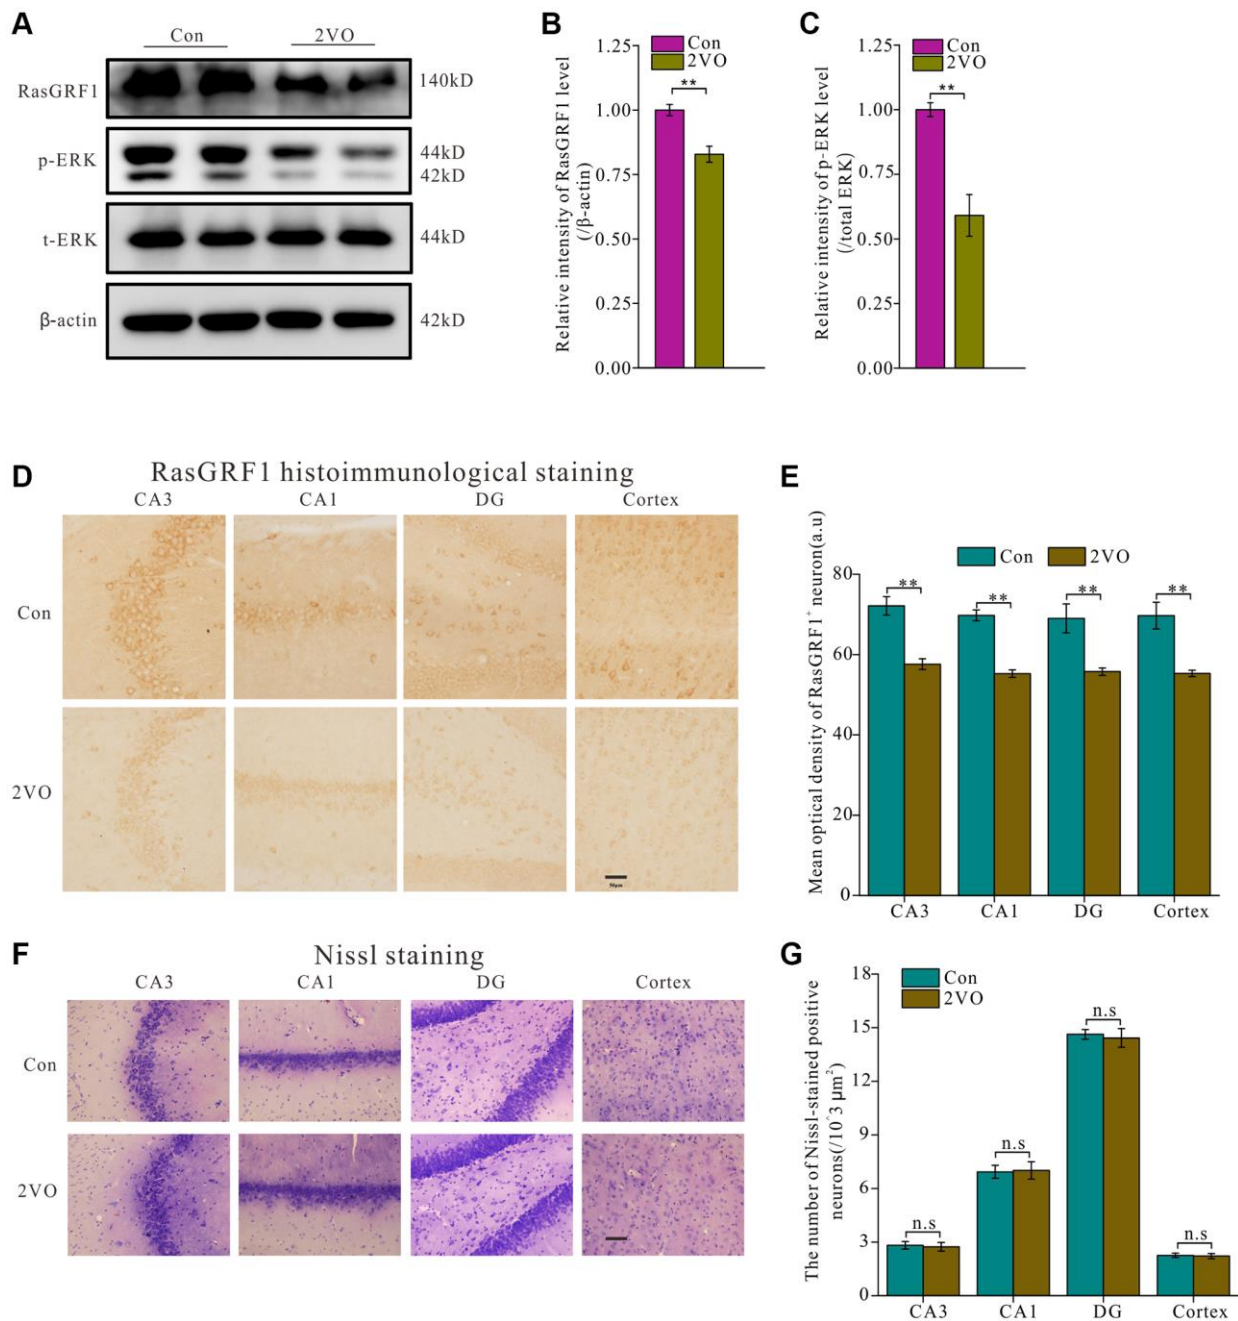 A
Con 2VO
RasGRF1 140kD
p-ERK 44kD
42kD
t-ERK 44kD
β-actin 42kD
B
Relative intensity of RasGRF1 level
(/β-actin)
1.25
1.00
0.75
0.50
0.25
0.00
Con
2VO
**
C
Relative intensity of p-ERK level
(/total ERK)
1.25
1.00
0.75
0.50
0.25
0.00
Con
2VO
**
D
RasGRF1 histoimmunological staining
CA3 CA1 DG Cortex
Con
2VO
50μm
E
Mean optical density of RasGRF1⁺ neuron(a.u)
80
60
40
20
0
Con 2VO
** ** ** **
CA3 CA1 DG Cortex
F
Nissl staining
CA3 CA1 DG Cortex
Con
2VO
G
The number of Nissl-stained positive
neurons(/10^3 μm²)
18
15
12
9
6
3
0
Con
2VO
n.s n.s n.s n.s
CA3 CA1 DG Cortex